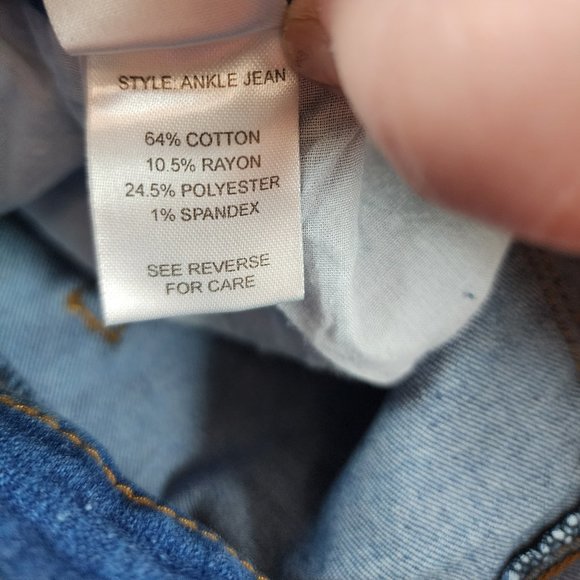 STYLE: ANKLE JEAN
64% COTTON
10.5% RAYON
24.5% POLYESTER
1% SPANDEX
SEE REVERSE
FOR CARE